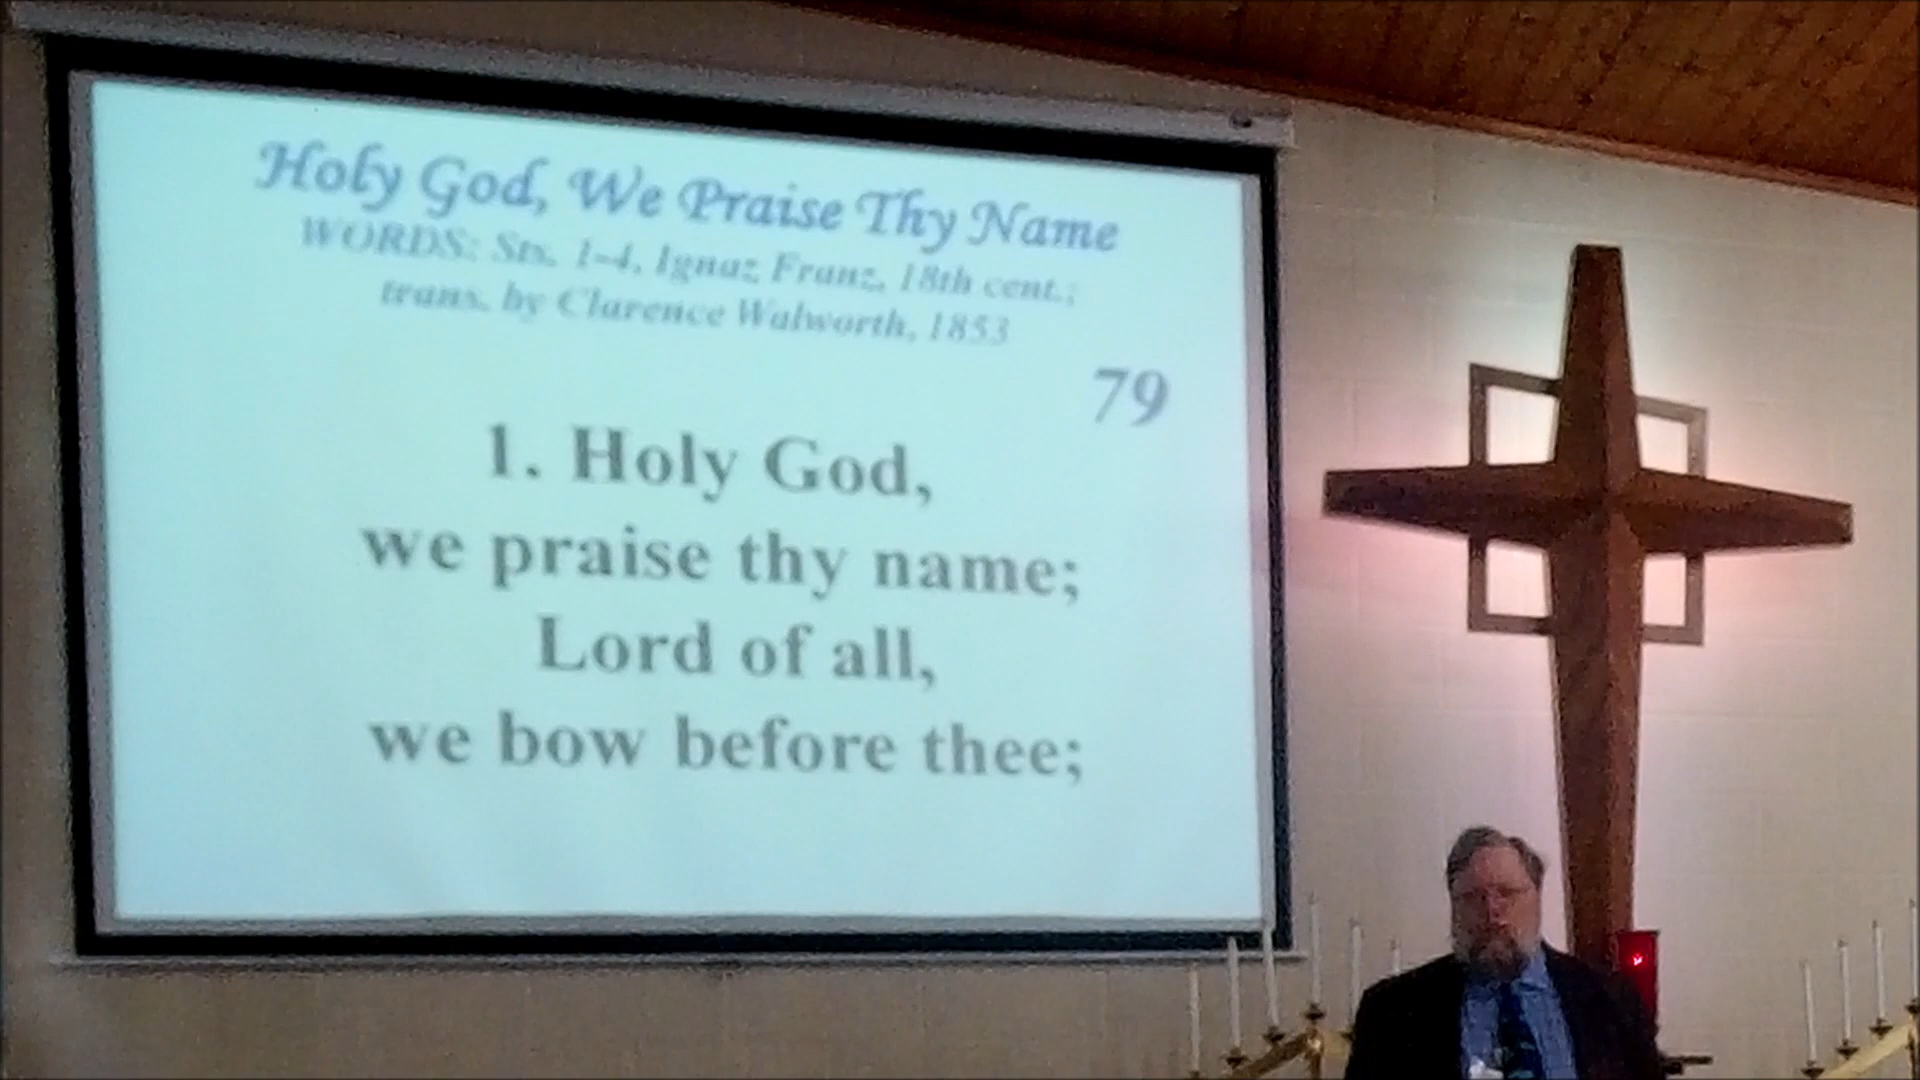 Holy God, We Praise Thy Name
WORDS: Sts. 1-4, Ignaz Franz, 18th cent.;
trans. by Clarence Walworth, 1853
79
1. Holy God,
we praise thy name;
Lord of all,
we bow before thee;